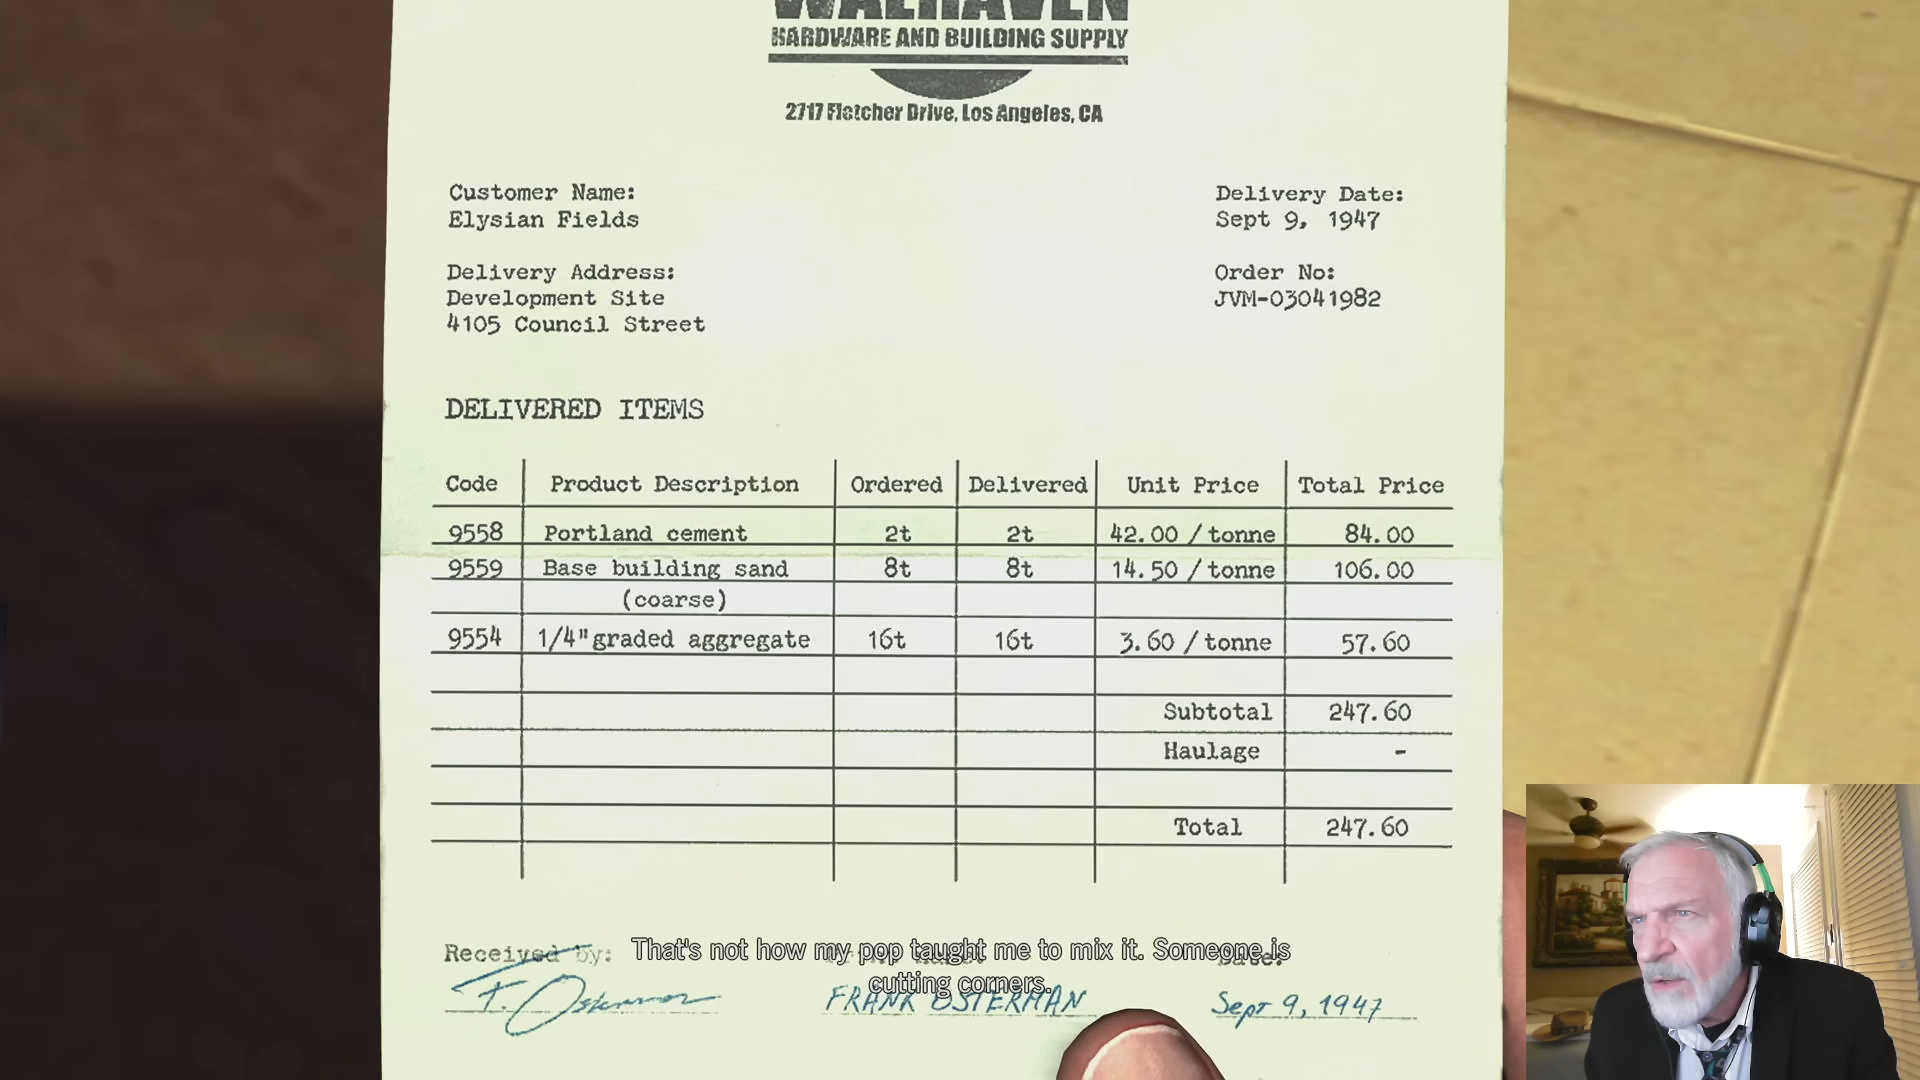 WALHAVEN
HARDWARE AND BUILDING SUPPLY
2717 Fletcher Drive, Los Angeles, CA
Customer Name:
Elysian Fields
Delivery Date:
Sept 9, 1947
Delivery Address:
Development Site
4105 Council Street
Order No:
JVM-03041982
DELIVERED ITEMS
Code Product Description Ordered Delivered Unit Price Total Price
9558 Portland cement 2t 2t 42.00 / tonne 84.00
9559 Base building sand 8t 8t 14.50 / tonne 106.00
(coarse)
9554 1/4" graded aggregate 16t 16t 3.60 / tonne 57.60
Subtotal 247.60
Haulage -
Total 247.60
Received by:
Date:
That's not how my pop taught me to mix it. Someone is
cutting corners.
F. Osterman FRANK OSTERMAN Sept 9, 1947